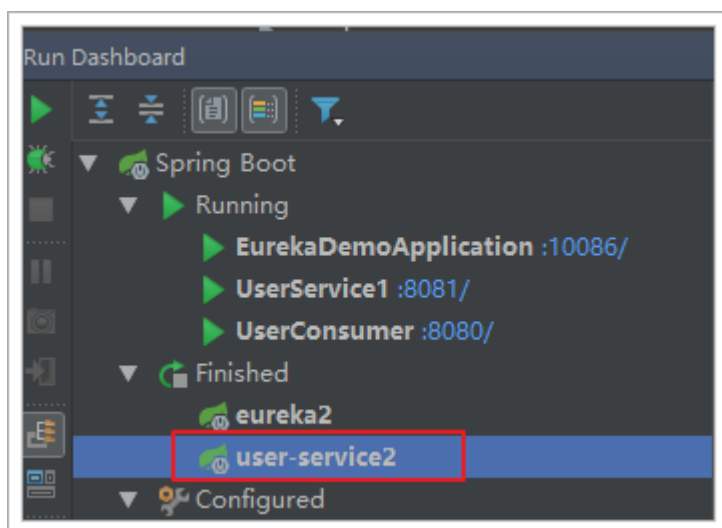 Run Dashboard
Spring Boot
Running
EurekaDemoApplication :10086/
UserService1 :8081/
UserConsumer :8080/
Finished
eureka2
user-service2
Configured